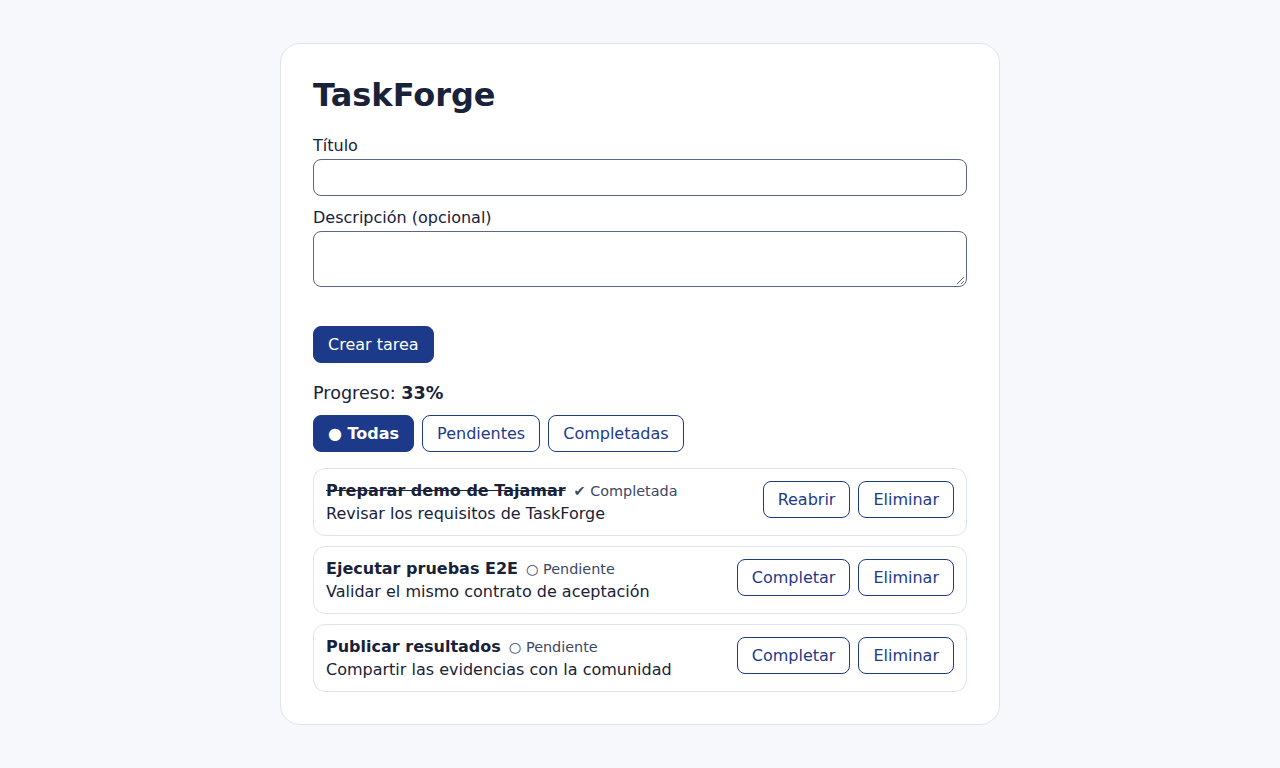 TaskForge
Título
Descripción (opcional)
Crear tarea
Progreso: 33%
● Todas Pendientes Completadas
Preparar demo de Tajamar ✔ Completada Reabrir Eliminar
Revisar los requisitos de TaskForge
Ejecutar pruebas E2E ○ Pendiente Completar Eliminar
Validar el mismo contrato de aceptación
Publicar resultados ○ Pendiente Completar Eliminar
Compartir las evidencias con la comunidad